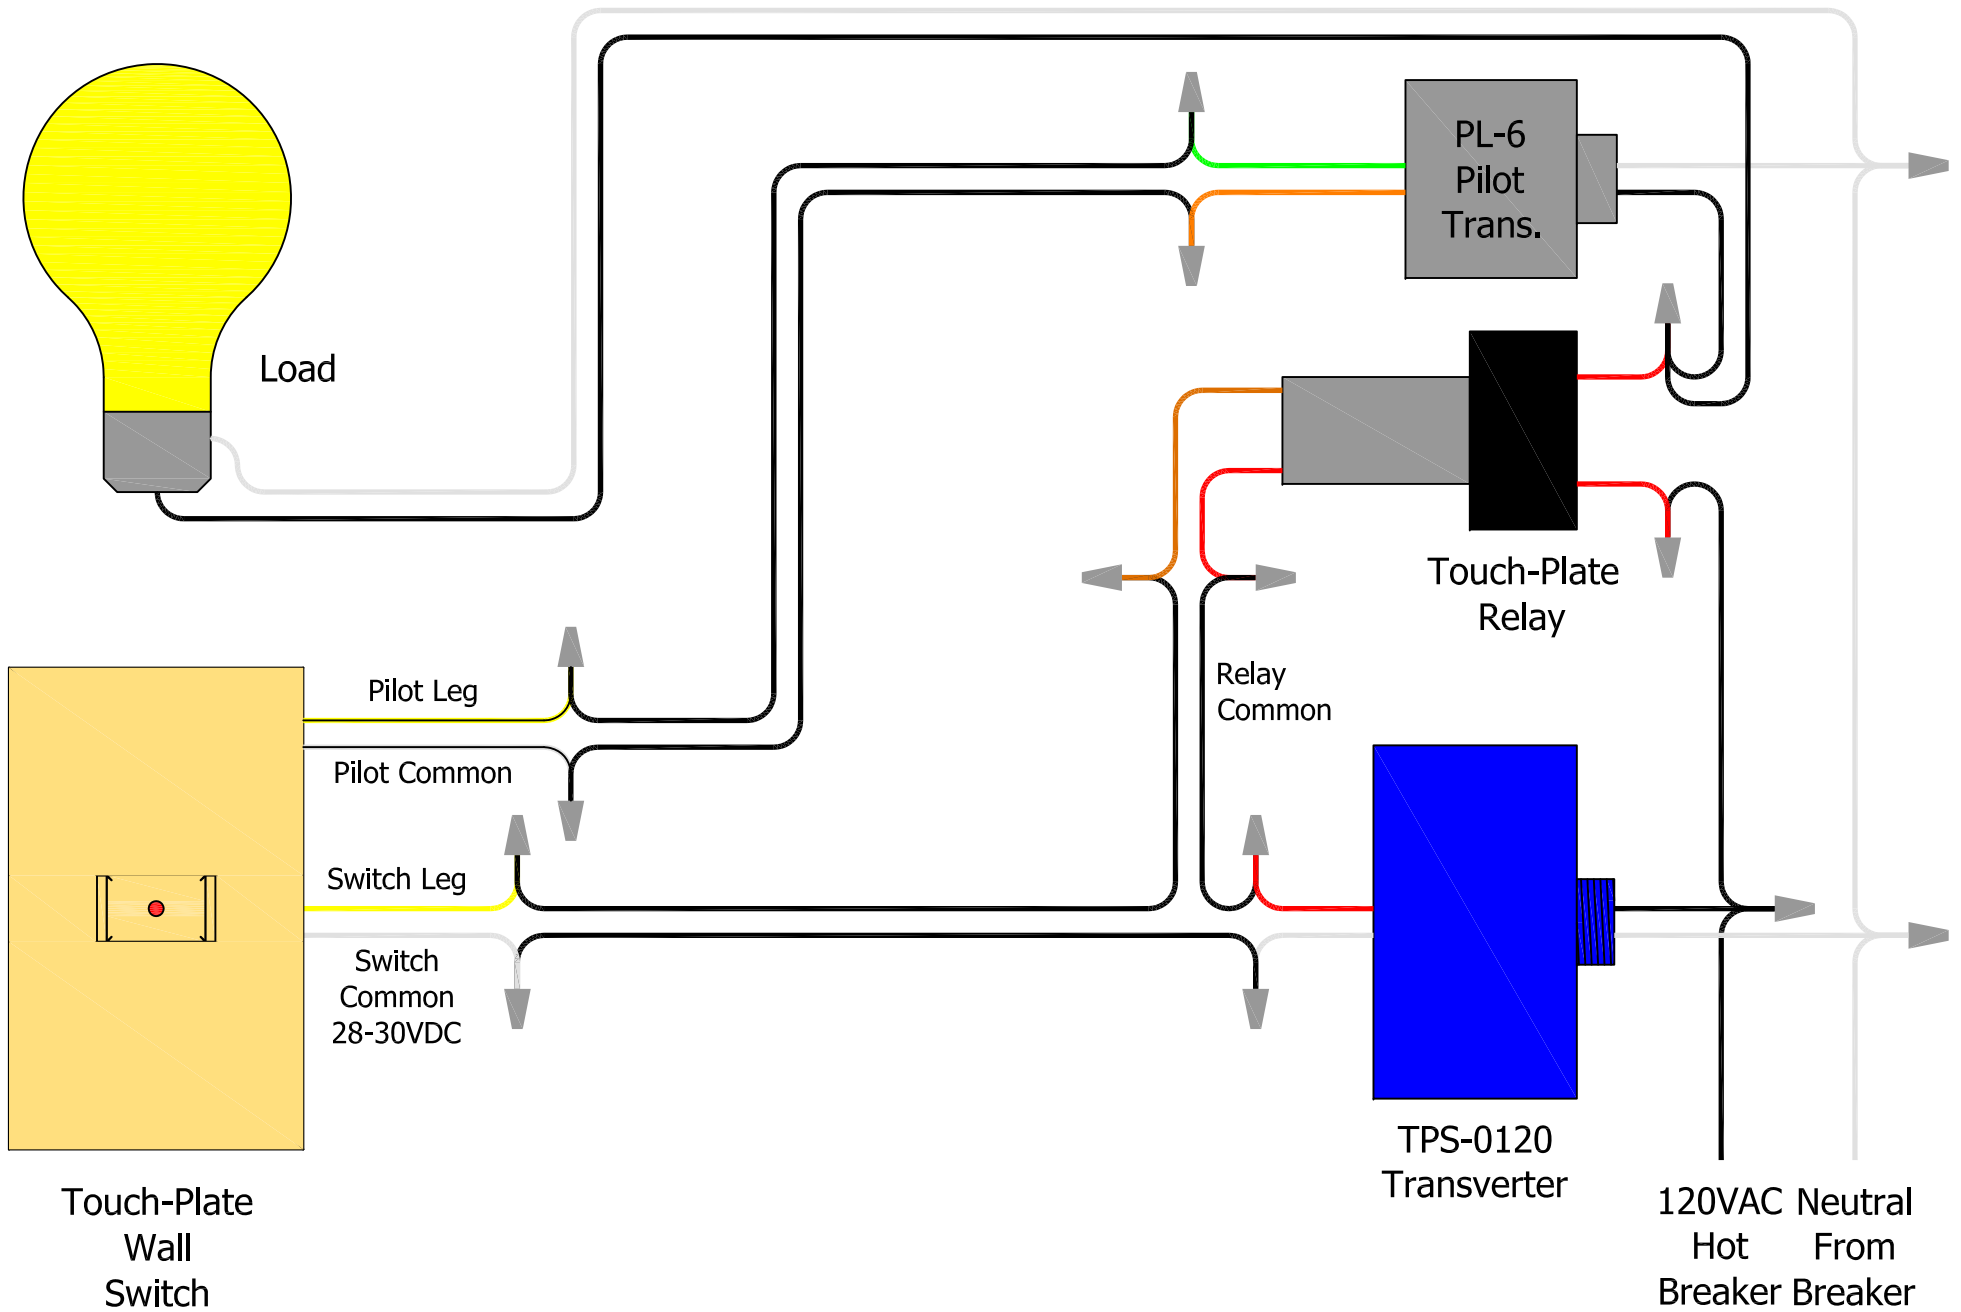 PL-6
Pilot
Trans.
Load
Touch-Plate
Relay
Pilot Leg
Relay
Common
Pilot Common
Switch Leg
Switch
Common
28-30VDC
TPS-0120
Transverter
Touch-Plate
Wall
Switch
120VAC
Hot
Breaker
Neutral
From
Breaker